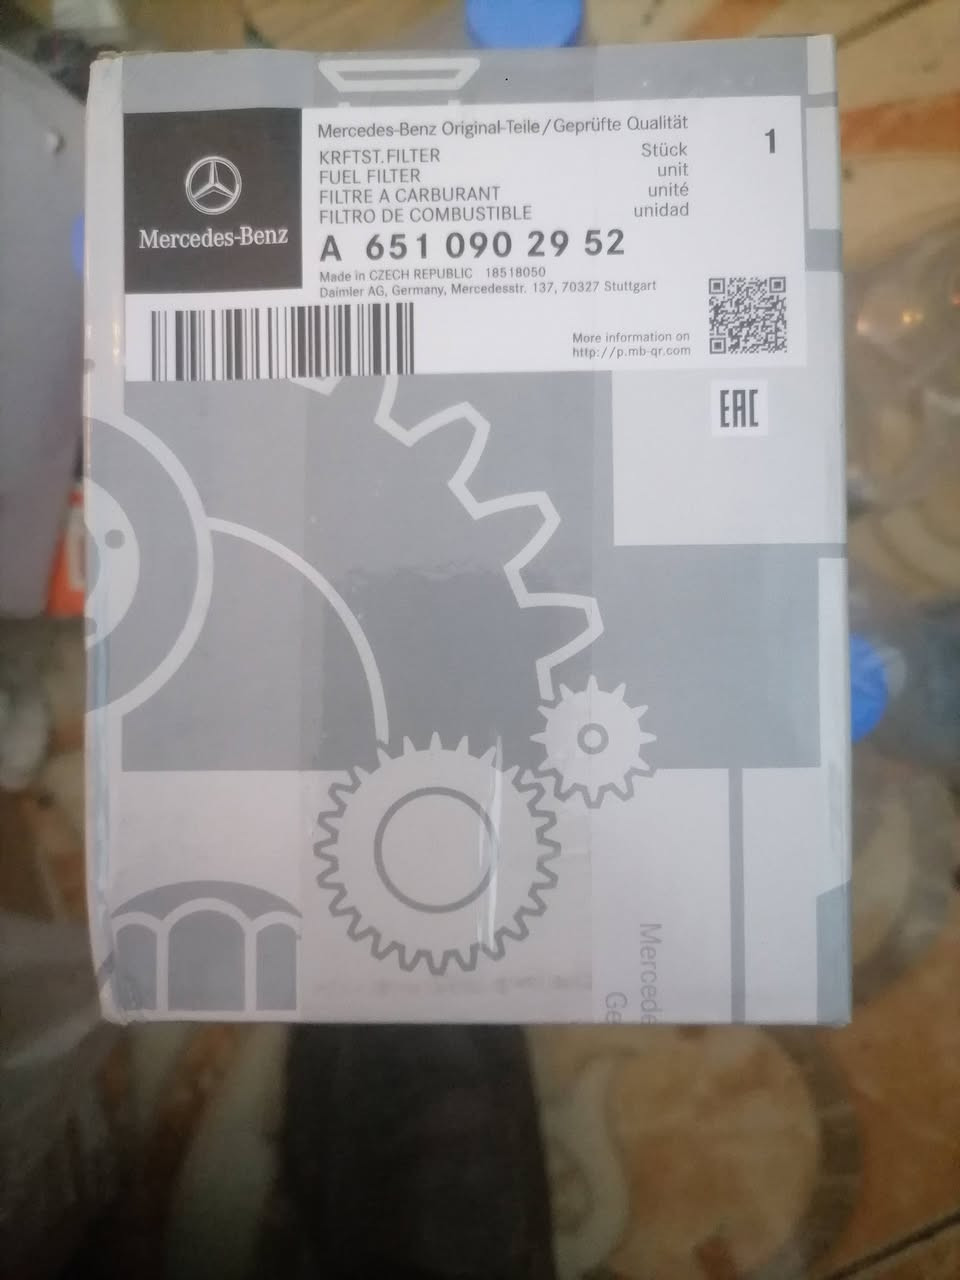 Mercedes-Benz
Mercedes-Benz Original-Teile/Geprüfte Qualität
KRFTST.FILTER
FUEL FILTER
FILTRE A CARBURANT
FILTRO DE COMBUSTIBLE
Stück
unit
unité
unidad
1
A 651 090 29 52
Made in CZECH REPUBLIC 18518050
Daimler AG, Germany, Mercedesstr. 137, 70327 Stuttgart
More information on
http://p.mb-qr.com
EAC
Mercede
Ge